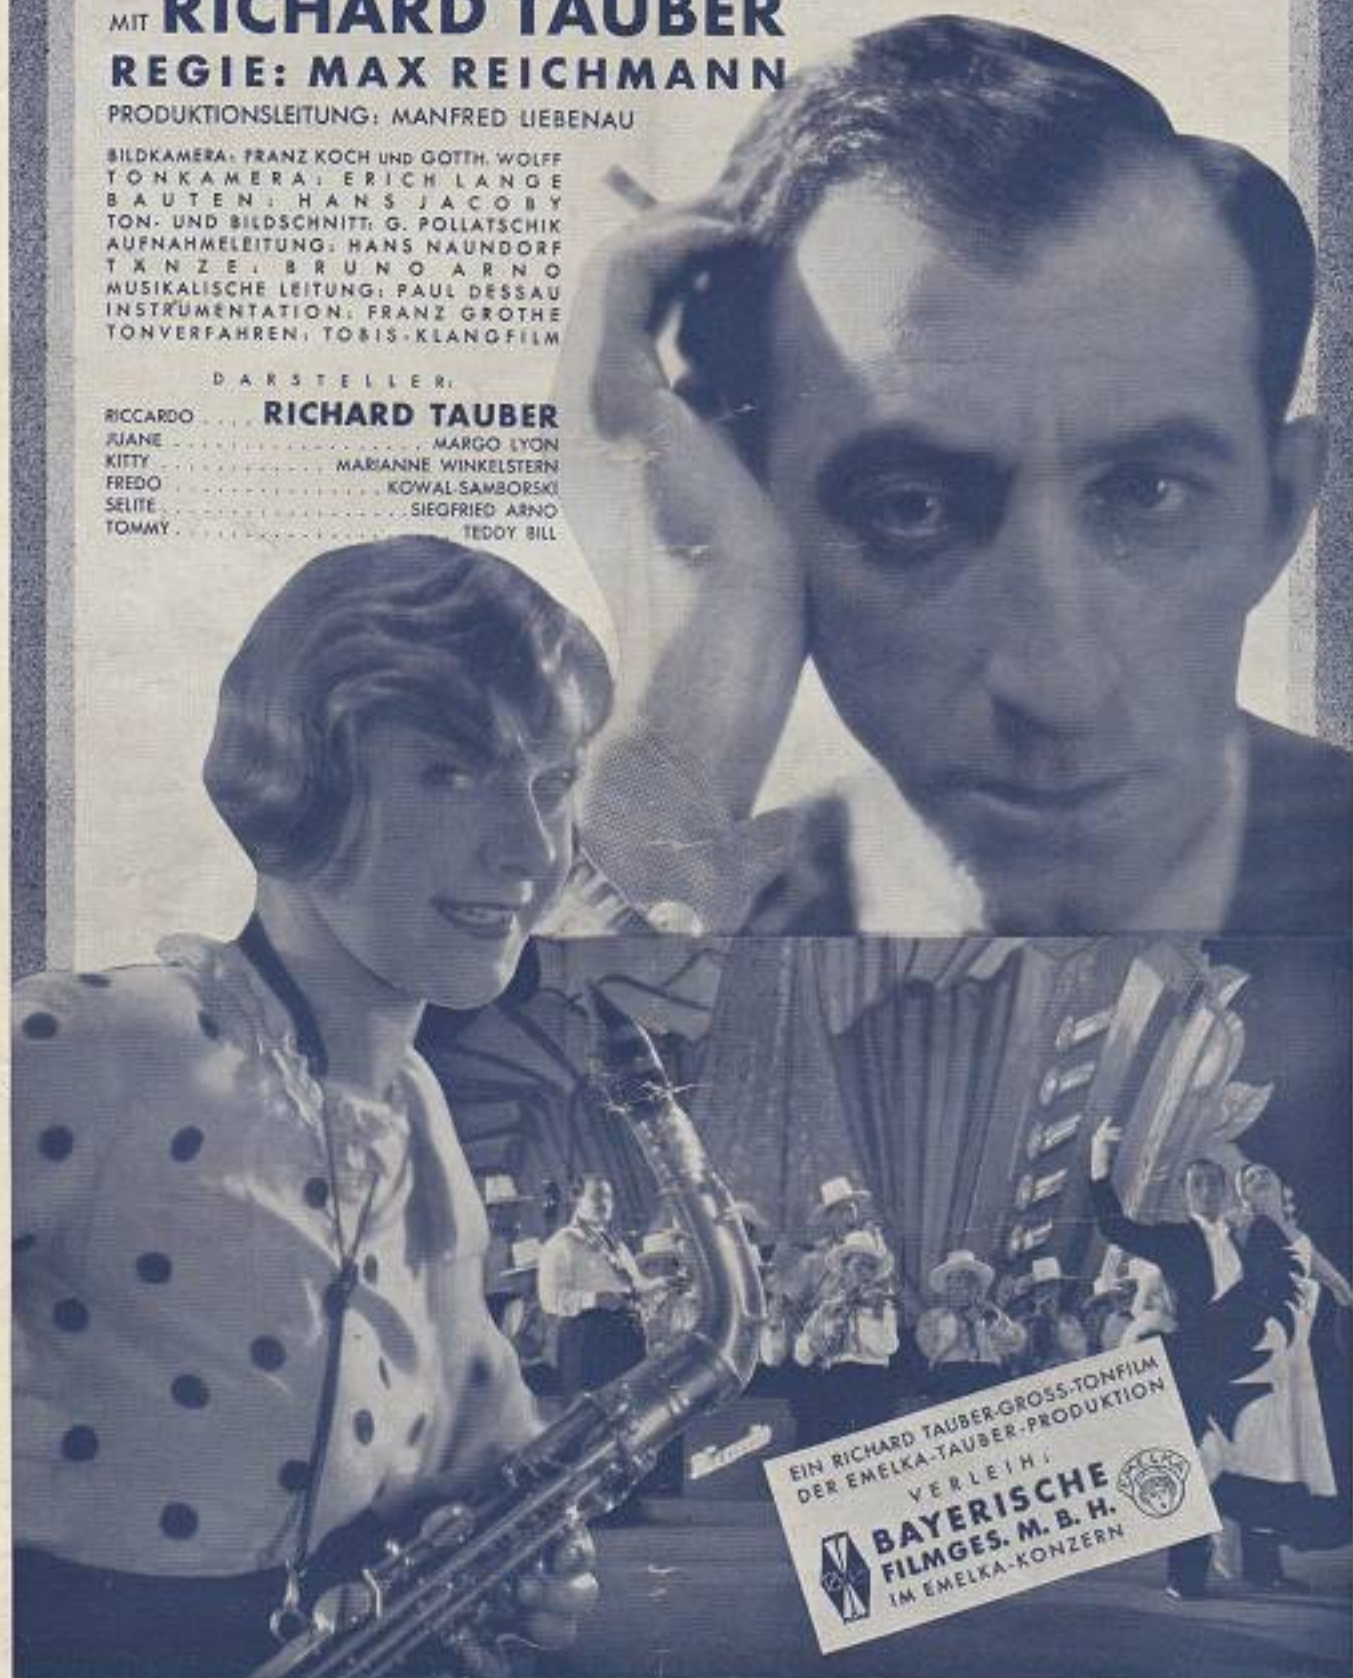 MIT RICHARD TAUBER
REGIE: MAX REICHMANN
PRODUKTIONSLEITUNG: MANFRED LIEBENAU
BILDKAMERA: FRANZ KOCH UND GOTTH. WOLFF
TONKAMERA: ERICH LANGE
BAUTEN: HANS JACOBY
TON- UND BILDSCHNITT: G. POLLATSCHIK
AUFNAHMELEITUNG: HANS NAUNDORF
TÄNZE: BRUNO ARNO
MUSIKALISCHE LEITUNG: PAUL DESSAU
INSTRUMENTATION: FRANZ GROTHE
TONVERFAHREN: TOBIS-KLANGFILM
DARSTELLER:
RICCARDO .... RICHARD TAUBER
JUANE .................... MARGO LYON
KITTY ............. MARIANNE WINKELSTERN
FREDO ................ KOWAL-SAMBORSKI
SELITE .................... SIEGFRIED ARNO
TOMMY ...................... TEDDY BILL
EIN RICHARD TAUBER-GROSS-TONFILM
DER EMELKA-TAUBER-PRODUKTION
VERLEIH:
BAYERISCHE
FILMGES. M. B. H.
IM EMELKA-KONZERN
EMELKA